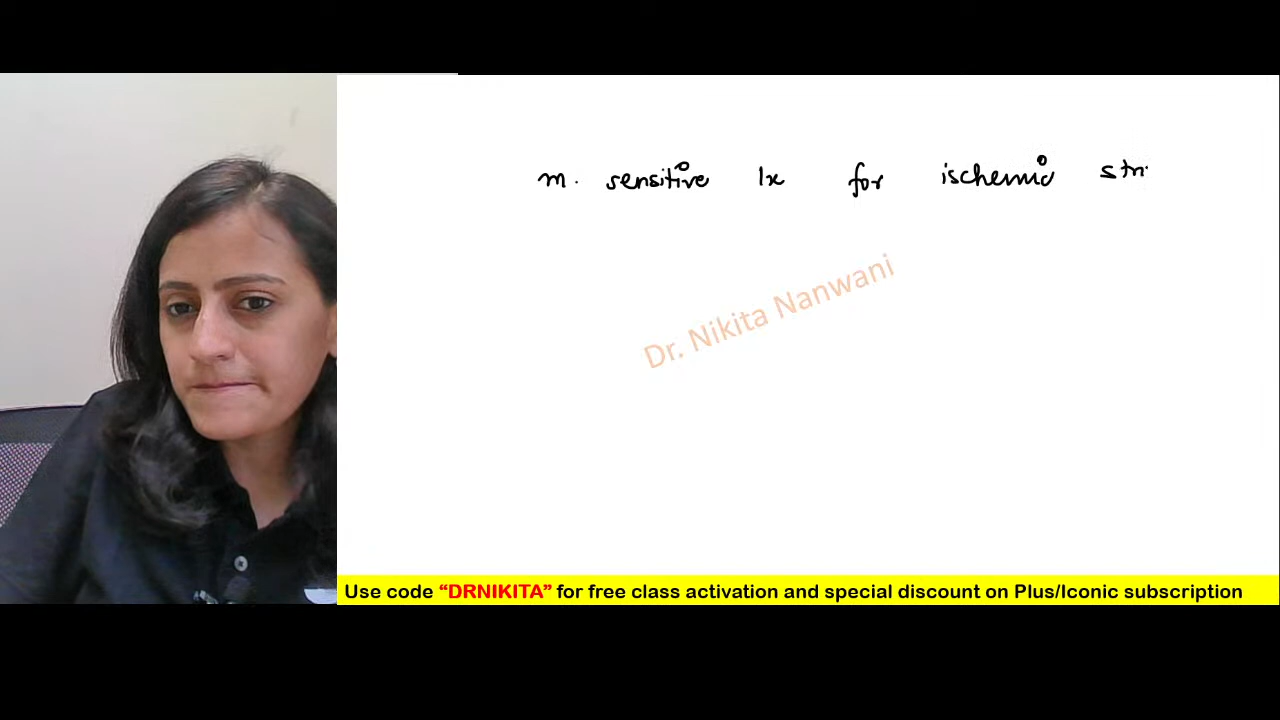 m. sensitive Ix for ischemic str
Dr. Nikita Nanwani
Use code “DRNIKITA” for free class activation and special discount on Plus/Iconic subscription